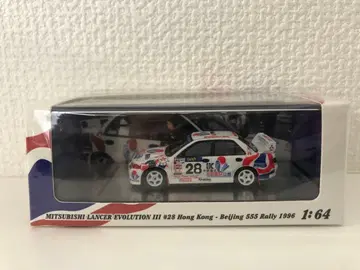 28
MITSUBISHI LANCER EVOLUTION III #28 Hong Kong - Beijing 555 Rally 1996 1:64